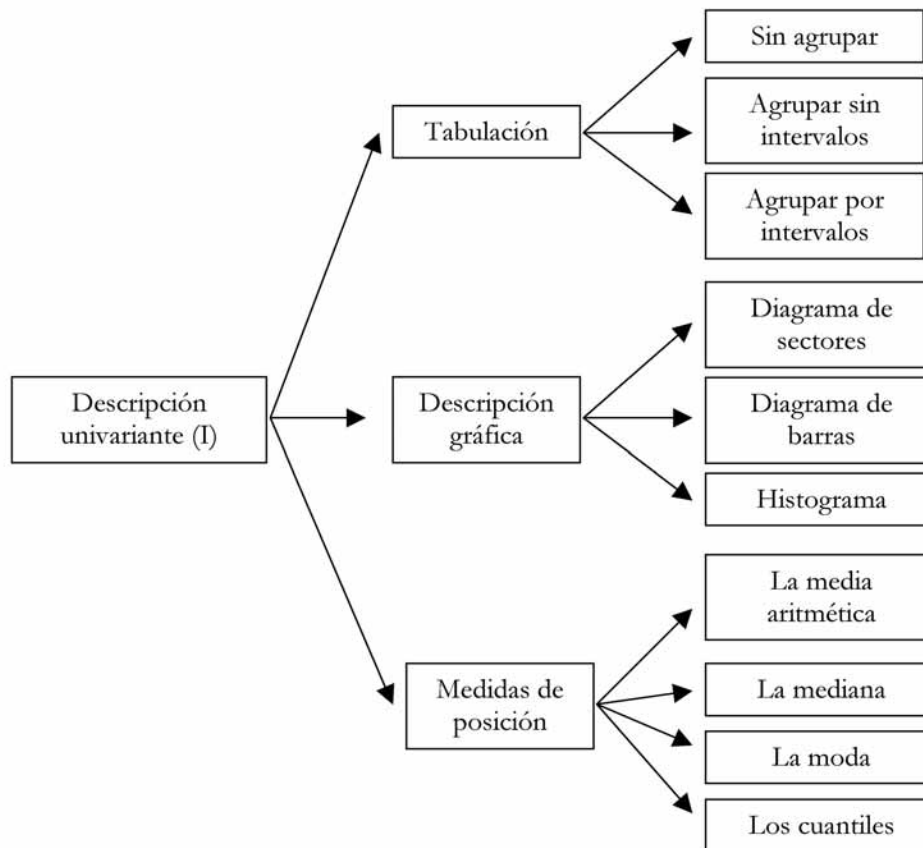 Sin agrupar
Tabulación
Agrupar sin
intervalos
Agrupar por
intervalos
Descripción
univariante (I)
Descripción
gráfica
Diagrama de
sectores
Diagrama de
barras
Histograma
Medidas de
posición
La media
aritmética
La mediana
La moda
Los cuantiles